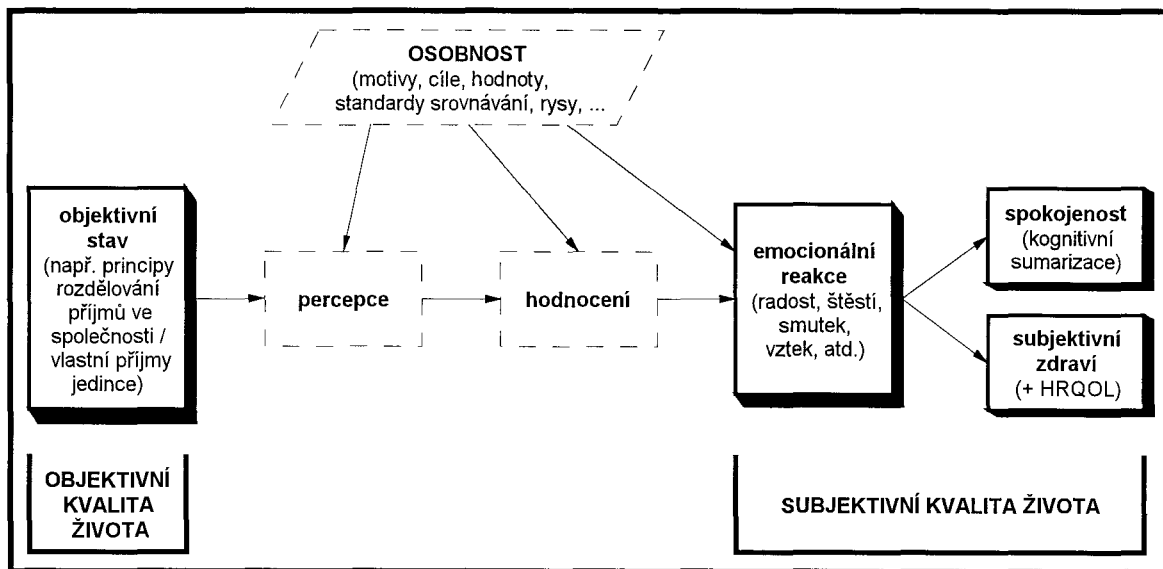 OSOBNOST
(motivy, cíle, hodnoty,
standardy srovnávání, rysy, ...
objektivní
stav
(např. principy
rozdělování
příjmů ve
společnosti /
vlastní příjmy
jedince)
percepce
hodnocení
emocionální
reakce
(radost, štěstí,
smutek,
vztek, atd.)
spokojenost
(kognitivní
sumarizace)
subjektivní
zdraví
(+ HRQOL)
OBJEKTIVNÍ
KVALITA
ŽIVOTA
SUBJEKTIVNÍ KVALITA ŽIVOTA